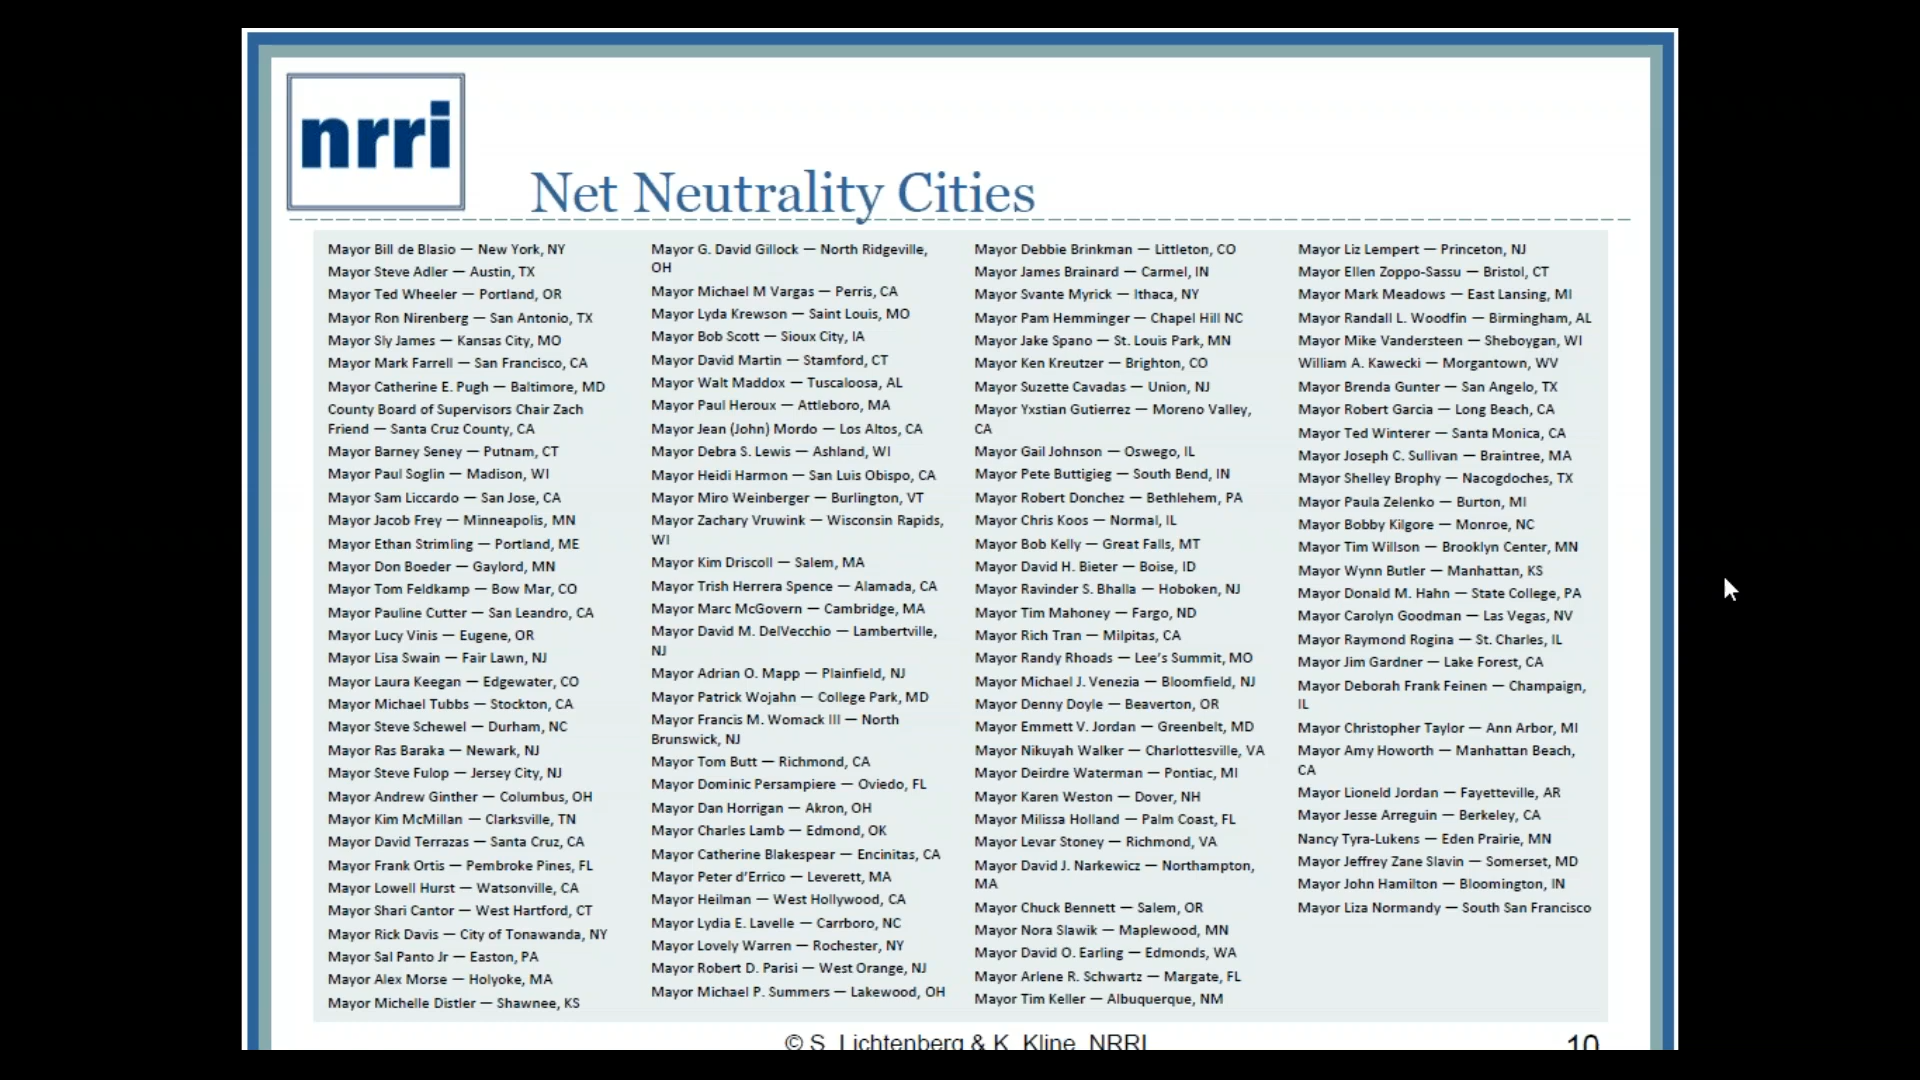 nrri
Net Neutrality Cities
Mayor Bill de Blasio — New York, NY
Mayor Steve Adler — Austin, TX
Mayor Ted Wheeler — Portland, OR
Mayor Ron Nirenberg — San Antonio, TX
Mayor Sly James — Kansas City, MO
Mayor Mark Farrell — San Francisco, CA
Mayor Catherine E. Pugh — Baltimore, MD
County Board of Supervisors Chair Zach
Friend — Santa Cruz County, CA
Mayor Barney Seney — Putnam, CT
Mayor Paul Soglin — Madison, WI
Mayor Sam Liccardo — San Jose, CA
Mayor Jacob Frey — Minneapolis, MN
Mayor Ethan Strimling — Portland, ME
Mayor Don Boeder — Gaylord, MN
Mayor Tom Feldkamp — Bow Mar, CO
Mayor Pauline Cutter — San Leandro, CA
Mayor Lucy Vinis — Eugene, OR
Mayor Lisa Swain — Fair Lawn, NJ
Mayor Laura Keegan — Edgewater, CO
Mayor Michael Tubbs — Stockton, CA
Mayor Steve Schewel — Durham, NC
Mayor Ras Baraka — Newark, NJ
Mayor Steve Fulop — Jersey City, NJ
Mayor Andrew Ginther — Columbus, OH
Mayor Kim McMillan — Clarksville, TN
Mayor David Terrazas — Santa Cruz, CA
Mayor Frank Ortis — Pembroke Pines, FL
Mayor Lowell Hurst — Watsonville, CA
Mayor Shari Cantor — West Hartford, CT
Mayor Rick Davis — City of Tonawanda, NY
Mayor Sal Panto Jr — Easton, PA
Mayor Alex Morse — Holyoke, MA
Mayor Michelle Distler — Shawnee, KS
Mayor G. David Gillock — North Ridgeville,
OH
Mayor Michael M Vargas — Perris, CA
Mayor Lyda Krewson — Saint Louis, MO
Mayor Bob Scott — Sioux City, IA
Mayor David Martin — Stamford, CT
Mayor Walt Maddox — Tuscaloosa, AL
Mayor Paul Heroux — Attleboro, MA
Mayor Jean (John) Mordo — Los Altos, CA
Mayor Debra S. Lewis — Ashland, WI
Mayor Heidi Harmon — San Luis Obispo, CA
Mayor Miro Weinberger — Burlington, VT
Mayor Zachary Vruwink — Wisconsin Rapids,
WI
Mayor Kim Driscoll — Salem, MA
Mayor Trish Herrera Spence — Alamada, CA
Mayor Marc McGovern — Cambridge, MA
Mayor David M. DelVecchio — Lambertville,
NJ
Mayor Adrian O. Mapp — Plainfield, NJ
Mayor Patrick Wojahn — College Park, MD
Mayor Francis M. Womack III — North
Brunswick, NJ
Mayor Tom Butt — Richmond, CA
Mayor Dominic Persampiere — Oviedo, FL
Mayor Dan Horrigan — Akron, OH
Mayor Charles Lamb — Edmond, OK
Mayor Catherine Blakespear — Encinitas, CA
Mayor Peter d’Errico — Leverett, MA
Mayor Heilman — West Hollywood, CA
Mayor Lydia E. Lavelle — Carrboro, NC
Mayor Lovely Warren — Rochester, NY
Mayor Robert D. Parisi — West Orange, NJ
Mayor Michael P. Summers — Lakewood, OH
Mayor Debbie Brinkman — Littleton, CO
Mayor James Brainard — Carmel, IN
Mayor Svante Myrick — Ithaca, NY
Mayor Pam Hemminger — Chapel Hill NC
Mayor Jake Spano — St. Louis Park, MN
Mayor Ken Kreutzer — Brighton, CO
Mayor Suzette Cavadas — Union, NJ
Mayor Yxstian Gutierrez — Moreno Valley,
CA
Mayor Gail Johnson — Oswego, IL
Mayor Pete Buttigieg — South Bend, IN
Mayor Robert Donchez — Bethlehem, PA
Mayor Chris Koos — Normal, IL
Mayor Bob Kelly — Great Falls, MT
Mayor David H. Bieter — Boise, ID
Mayor Ravinder S. Bhalla — Hoboken, NJ
Mayor Tim Mahoney — Fargo, ND
Mayor Rich Tran — Milpitas, CA
Mayor Randy Rhoads — Lee’s Summit, MO
Mayor Michael J. Venezia — Bloomfield, NJ
Mayor Denny Doyle — Beaverton, OR
Mayor Emmett V. Jordan — Greenbelt, MD
Mayor Nikuyah Walker — Charlottesville, VA
Mayor Deirdre Waterman — Pontiac, MI
Mayor Karen Weston — Dover, NH
Mayor Milissa Holland — Palm Coast, FL
Mayor Levar Stoney — Richmond, VA
Mayor David J. Narkewicz — Northampton,
MA
Mayor Chuck Bennett — Salem, OR
Mayor Nora Slawik — Maplewood, MN
Mayor David O. Earling — Edmonds, WA
Mayor Arlene R. Schwartz — Margate, FL
Mayor Tim Keller — Albuquerque, NM
Mayor Liz Lempert — Princeton, NJ
Mayor Ellen Zoppo-Sassu — Bristol, CT
Mayor Mark Meadows — East Lansing, MI
Mayor Randall L. Woodfin — Birmingham, AL
Mayor Mike Vandersteen — Sheboygan, WI
William A. Kawecki — Morgantown, WV
Mayor Brenda Gunter — San Angelo, TX
Mayor Robert Garcia — Long Beach, CA
Mayor Ted Winterer — Santa Monica, CA
Mayor Joseph C. Sullivan — Braintree, MA
Mayor Shelley Brophy — Nacogdoches, TX
Mayor Paula Zelenko — Burton, MI
Mayor Bobby Kilgore — Monroe, NC
Mayor Tim Willson — Brooklyn Center, MN
Mayor Wynn Butler — Manhattan, KS
Mayor Donald M. Hahn — State College, PA
Mayor Carolyn Goodman — Las Vegas, NV
Mayor Raymond Rogina — St. Charles, IL
Mayor Jim Gardner — Lake Forest, CA
Mayor Deborah Frank Feinen — Champaign,
IL
Mayor Christopher Taylor — Ann Arbor, MI
Mayor Amy Howorth — Manhattan Beach,
CA
Mayor Lioneld Jordan — Fayetteville, AR
Mayor Jesse Arreguin — Berkeley, CA
Nancy Tyra-Lukens — Eden Prairie, MN
Mayor Jeffrey Zane Slavin — Somerset, MD
Mayor John Hamilton — Bloomington, IN
Mayor Liza Normandy — South San Francisco
© S. Lichtenberg & K. Kline, NRRI
10